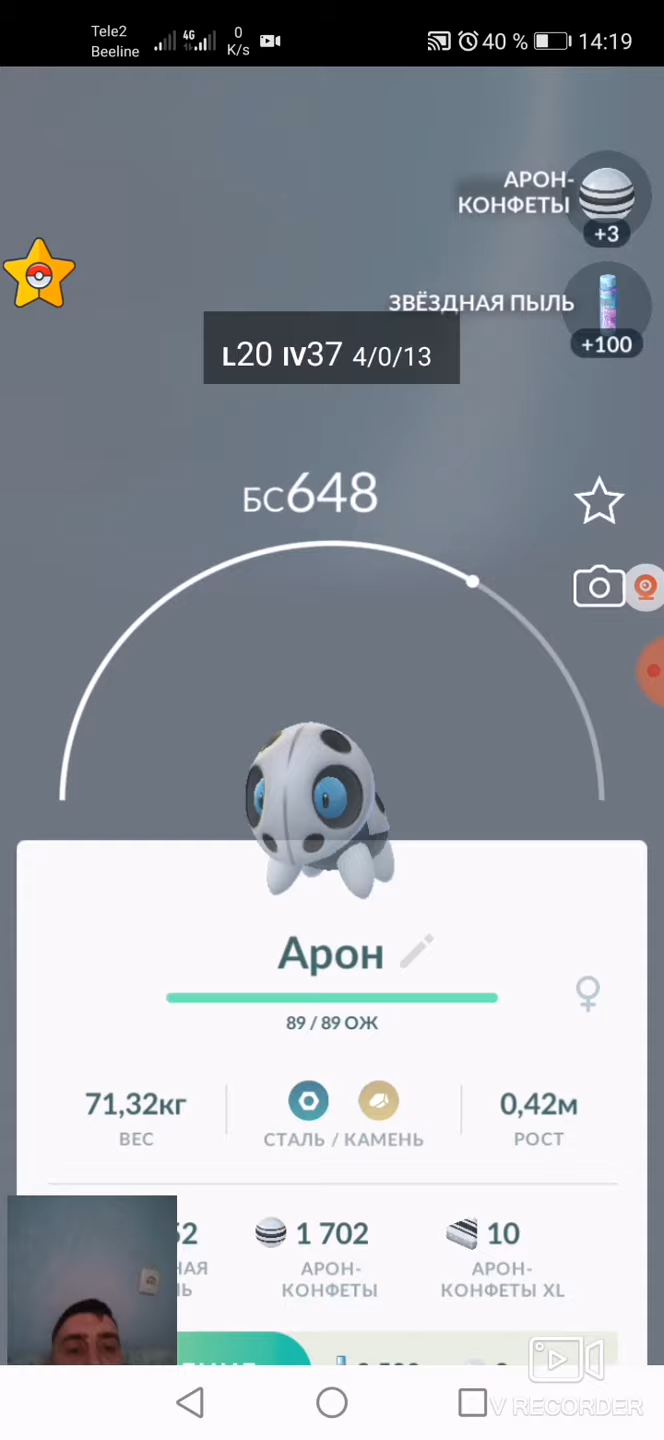 Tele2
Beeline
4G
0
K/s
40 %
14:19
АРОН-
КОНФЕТЫ
+3
ЗВЁЗДНАЯ ПЫЛЬ
+100
L20 IV37 4/0/13
БС648
Арон
89 / 89 ОЖ
71,32кг
ВЕС
СТАЛЬ / КАМЕНЬ
0,42м
РОСТ
1 702
АРОН-
КОНФЕТЫ
10
АРОН-
КОНФЕТЫ XL
V RECORDER